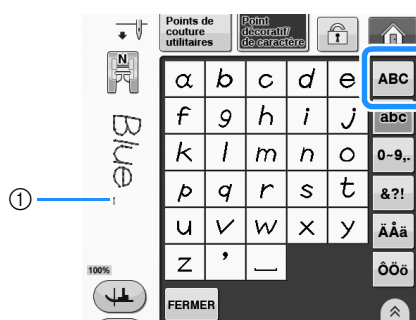 Points de couture utilitaires
Point décoratif/ de caractère
N
a b c d e
ABC
f g h i j
abc
k l m n o
0~9,.
p q r s t
&?!
u v w x y
ÄÅä
z ’ _
ÔÖö
Blue
①
100%
FERMER